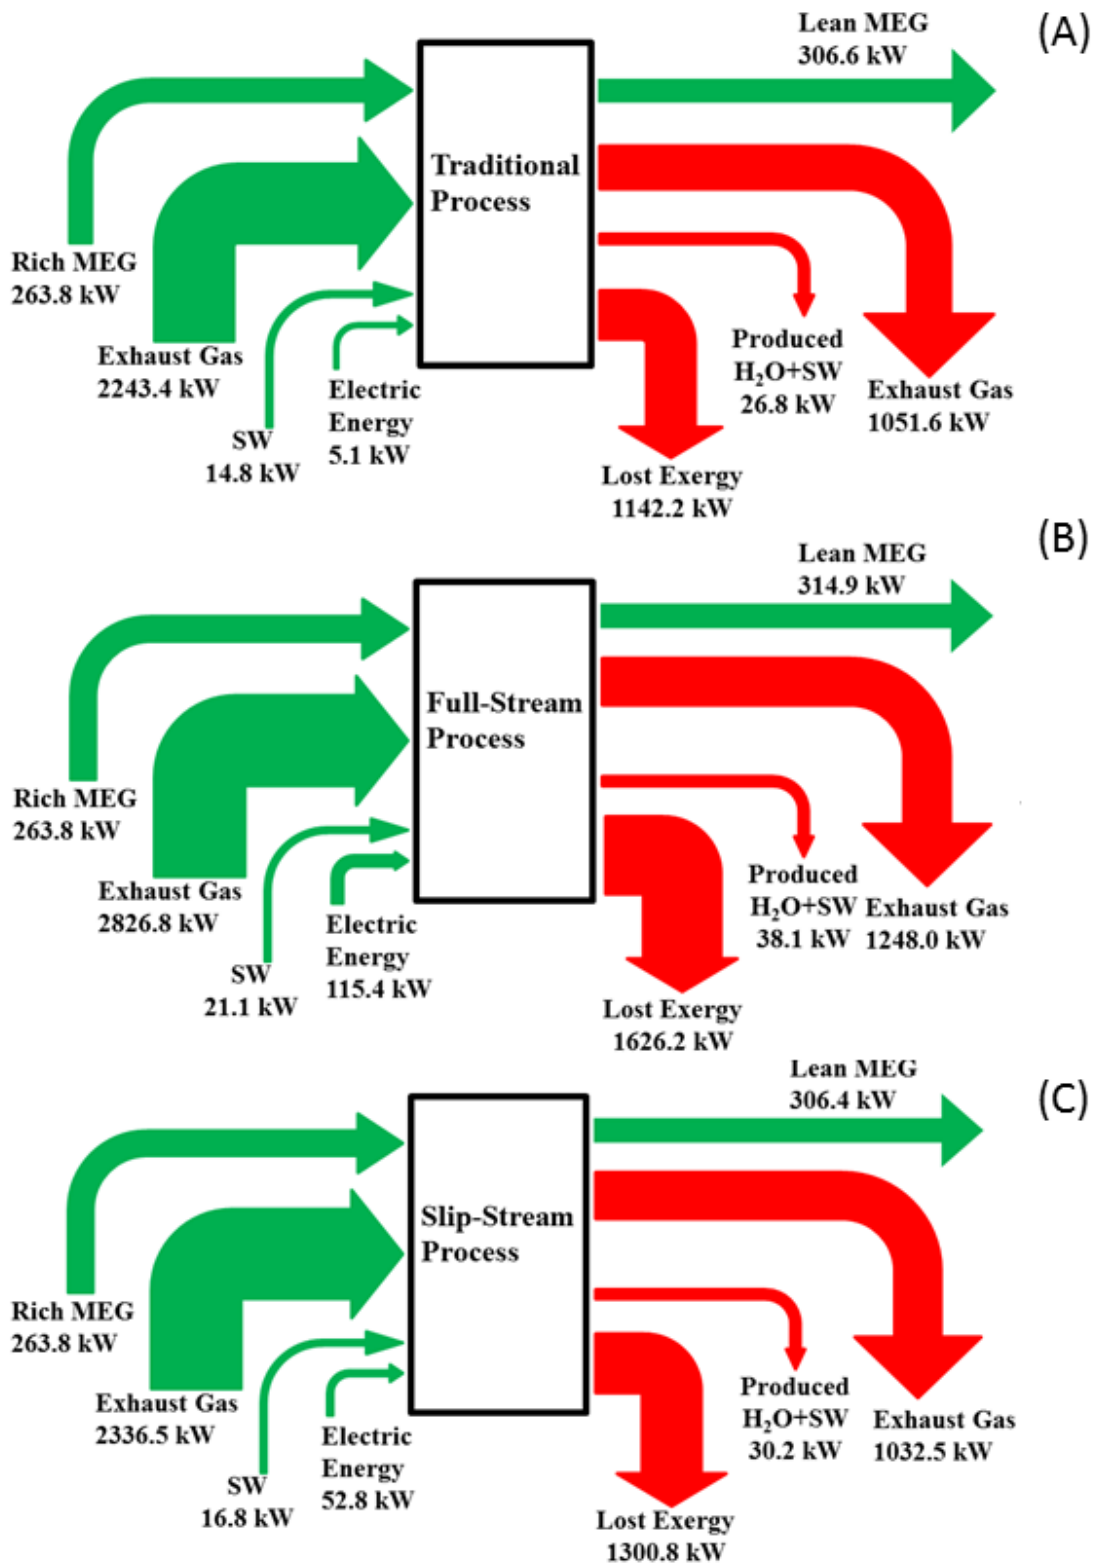 (A)
Lean MEG
306.6 kW
Traditional
Process
Rich MEG
263.8 kW
Exhaust Gas
2243.4 kW
SW
14.8 kW
Electric
Energy
5.1 kW
Produced
H₂O+SW
26.8 kW
Exhaust Gas
1051.6 kW
Lost Exergy
1142.2 kW
(B)
Lean MEG
314.9 kW
Full-Stream
Process
Rich MEG
263.8 kW
Exhaust Gas
2826.8 kW
SW
21.1 kW
Electric
Energy
115.4 kW
Produced
H₂O+SW
38.1 kW
Exhaust Gas
1248.0 kW
Lost Exergy
1626.2 kW
(C)
Lean MEG
306.4 kW
Slip-Stream
Process
Rich MEG
263.8 kW
Exhaust Gas
2336.5 kW
SW
16.8 kW
Electric
Energy
52.8 kW
Produced
H₂O+SW
30.2 kW
Exhaust Gas
1032.5 kW
Lost Exergy
1300.8 kW